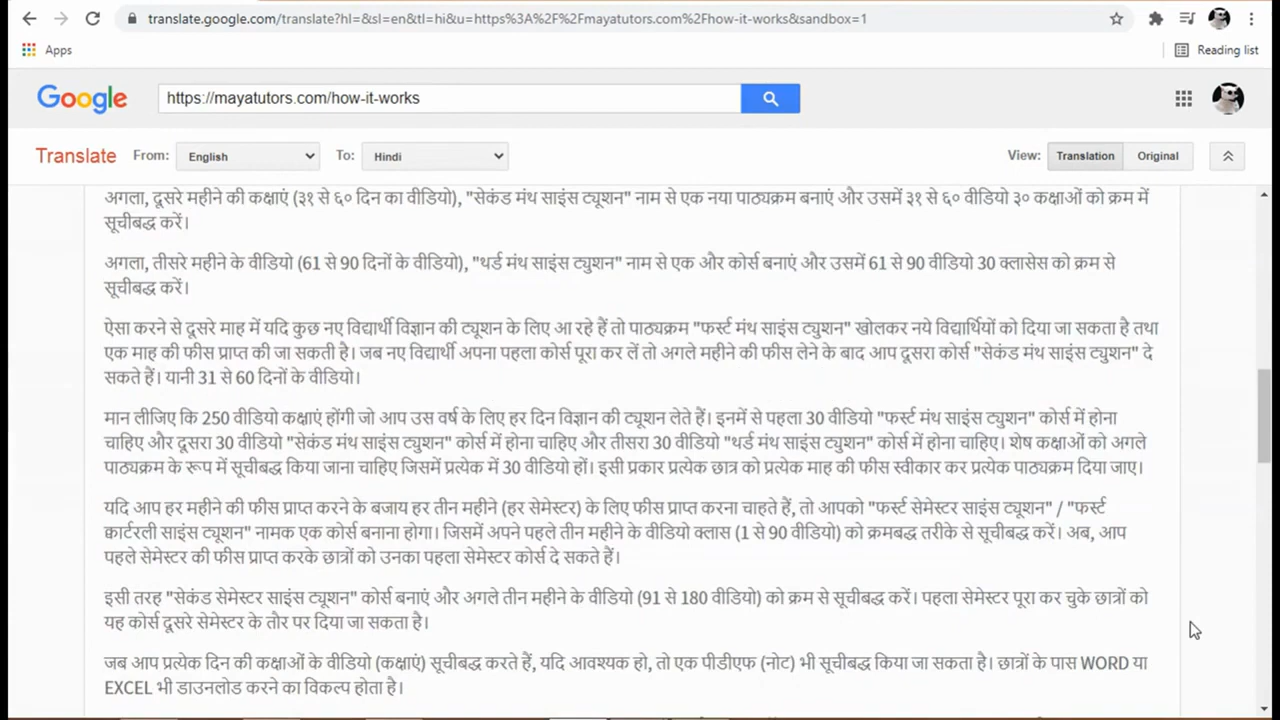 translate.google.com/translate?hl=&sl=en&tl=hi&u=https%3A%2F%2Fmayatutors.com%2Fhow-it-works&sandbox=1
Apps
Reading list
Google
https://mayatutors.com/how-it-works
Translate From: English To: Hindi View: Translation Original
अगला, दूसरे महीने की कक्षाएं (३१ से ६० दिन का वीडियो), "सेकंड मंथ साइंस ट्यूशन" नाम से एक नया पाठ्यक्रम बनाएं और उसमें ३१ से ६० वीडियो ३० कक्षाओं को क्रम में
सूचीबद्ध करें।
अगला, तीसरे महीने के वीडियो (61 से 90 दिनों के वीडियो), "थर्ड मंथ साइंस ट्युशन" नाम से एक और कोर्स बनाएं और उसमें 61 से 90 वीडियो 30 क्लासेस को क्रम से
सूचीबद्ध करें।
ऐसा करने से दूसरे माह में यदि कुछ नए विद्यार्थी विज्ञान की ट्यूशन के लिए आ रहे हैं तो पाठ्यक्रम "फर्स्ट मंथ साइंस ट्युशन" खोलकर नये विद्यार्थियों को दिया जा सकता है तथा
एक माह की फीस प्राप्त की जा सकती है। जब नए विद्यार्थी अपना पहला कोर्स पूरा कर लें तो अगले महीने की फीस लेने के बाद आप दूसरा कोर्स "सेकंड मंथ साइंस ट्युशन" दे
सकते हैं। यानी 31 से 60 दिनों के वीडियो।
मान लीजिए कि 250 वीडियो कक्षाएं होंगी जो आप उस वर्ष के लिए हर दिन विज्ञान की ट्यूशन लेते हैं। इनमें से पहला 30 वीडियो "फर्स्ट मंथ साइंस ट्युशन" कोर्स में होना
चाहिए और दूसरा 30 वीडियो "सेकंड मंथ साइंस ट्युशन" कोर्स में होना चाहिए और तीसरा 30 वीडियो "थर्ड मंथ साइंस ट्युशन" कोर्स में होना चाहिए। शेष कक्षाओं को अगले
पाठ्यक्रम के रूप में सूचीबद्ध किया जाना चाहिए जिसमें प्रत्येक में 30 वीडियो हों। इसी प्रकार प्रत्येक छात्र को प्रत्येक माह की फीस स्वीकार कर प्रत्येक पाठ्यक्रम दिया जाए।
यदि आप हर महीने की फीस प्राप्त करने के बजाय हर तीन महीने (हर सेमेस्टर) के लिए फीस प्राप्त करना चाहते हैं, तो आपको "फर्स्ट सेमेस्टर साइंस ट्यूशन" / "फर्स्ट
क्वार्टरली साइंस ट्यूशन" नामक एक कोर्स बनाना होगा। जिसमें अपने पहले तीन महीने के वीडियो क्लास (1 से 90 वीडियो) को क्रमबद्ध तरीके से सूचीबद्ध करें। अब, आप
पहले सेमेस्टर की फीस प्राप्त करके छात्रों को उनका पहला सेमेस्टर कोर्स दे सकते हैं।
इसी तरह "सेकंड सेमेस्टर साइंस ट्यूशन" कोर्स बनाएं और अगले तीन महीने के वीडियो (91 से 180 वीडियो) को क्रम से सूचीबद्ध करें। पहला सेमेस्टर पूरा कर चुके छात्रों को
यह कोर्स दूसरे सेमेस्टर के तौर पर दिया जा सकता है।
जब आप प्रत्येक दिन की कक्षाओं के वीडियो (कक्षाएं) सूचीबद्ध करते हैं, यदि आवश्यक हो, तो एक पीडीएफ (नोट) भी सूचीबद्ध किया जा सकता है। छात्रों के पास WORD या
EXCEL भी डाउनलोड करने का विकल्प होता है।